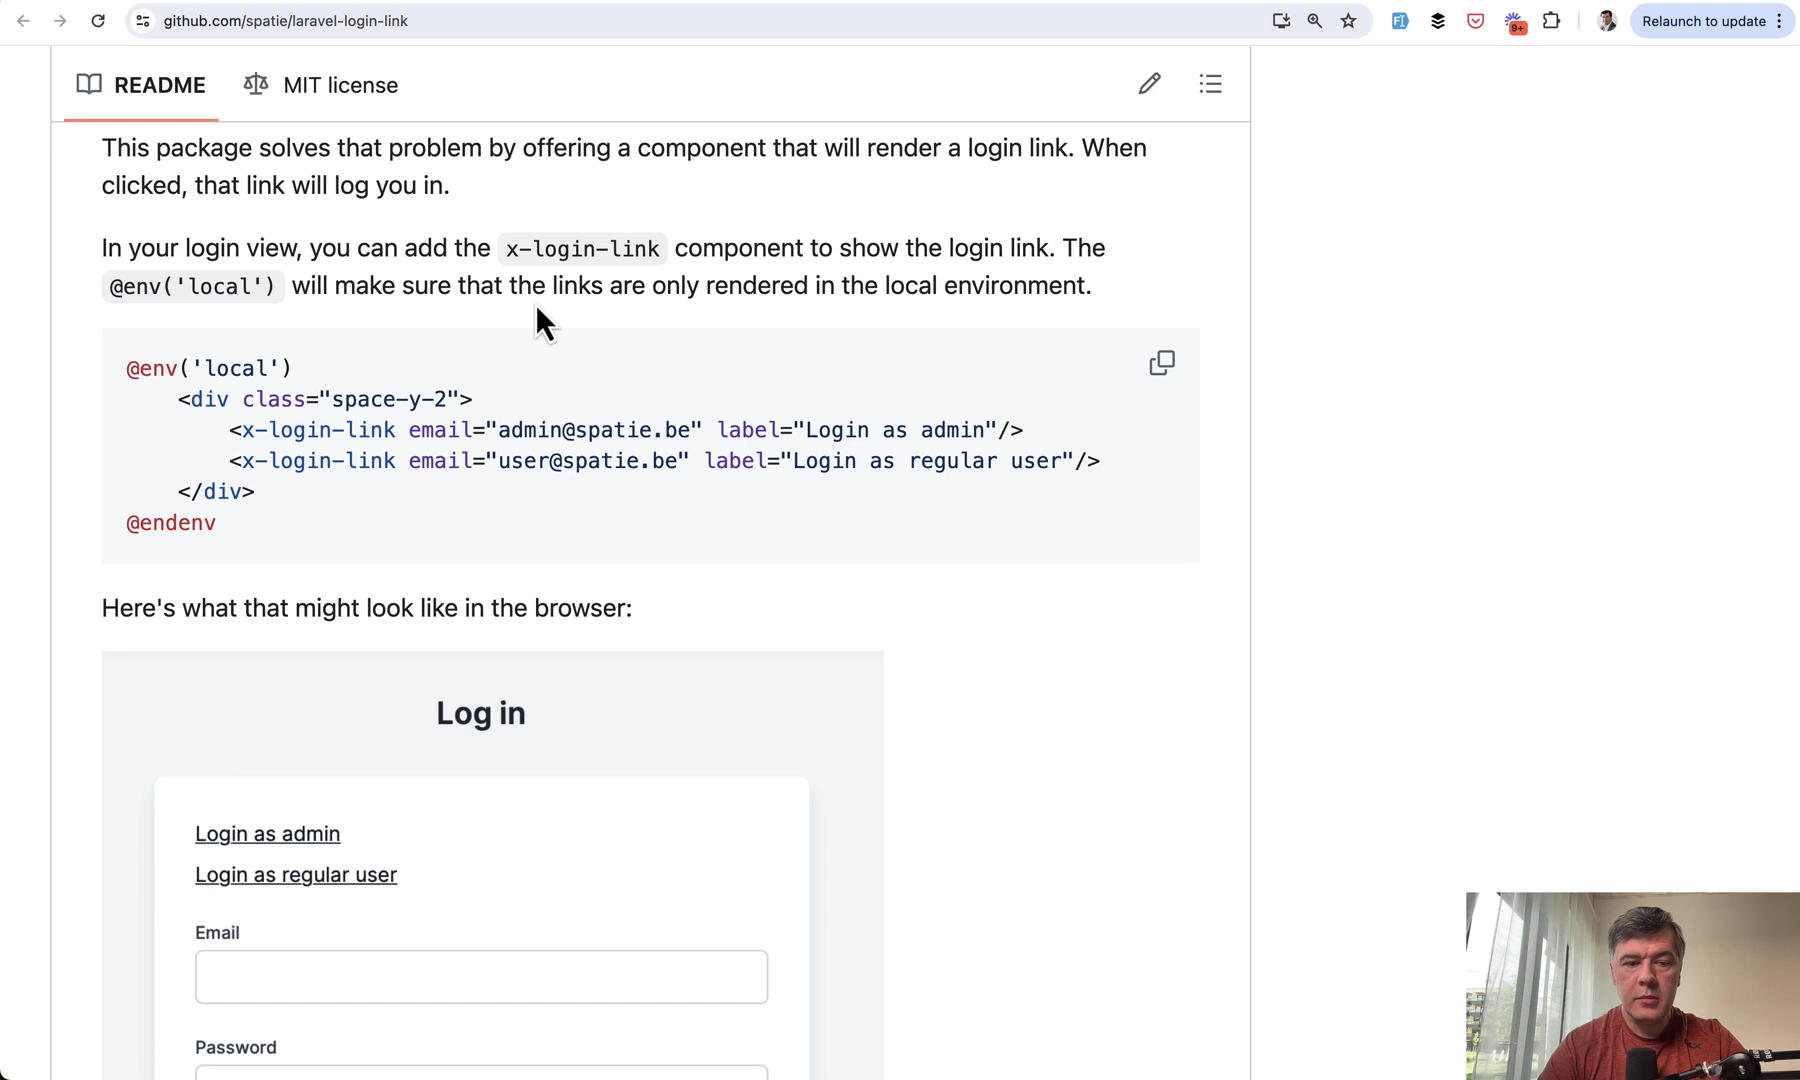 github.com/spatie/laravel-login-link
9+
Relaunch to update
README
MIT license
This package solves that problem by offering a component that will render a login link. When
clicked, that link will log you in.
In your login view, you can add the x-login-link component to show the login link. The
@env('local') will make sure that the links are only rendered in the local environment.
@env('local')
<div class="space-y-2">
<x-login-link email="admin@spatie.be" label="Login as admin"/>
<x-login-link email="user@spatie.be" label="Login as regular user"/>
</div>
@endenv
Here's what that might look like in the browser:
Log in
Login as admin
Login as regular user
Email
Password